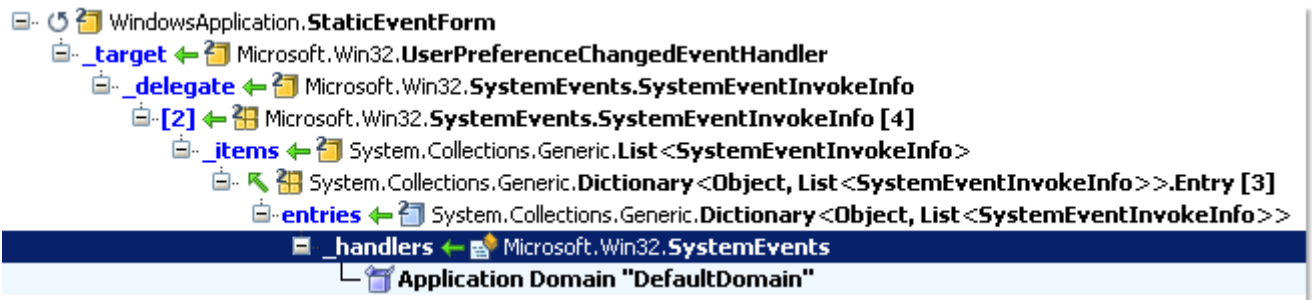 WindowsApplication.StaticEventForm
_target Microsoft.Win32.UserPreferenceChangedEventHandler
_delegate Microsoft.Win32.SystemEvents.SystemEventInvokeInfo
[2] Microsoft.Win32.SystemEvents.SystemEventInvokeInfo [4]
_items System.Collections.Generic.List<SystemEventInvokeInfo>
System.Collections.Generic.Dictionary<Object, List<SystemEventInvokeInfo>>.Entry [3]
entries System.Collections.Generic.Dictionary<Object, List<SystemEventInvokeInfo>>
_handlers Microsoft.Win32.SystemEvents
Application Domain "DefaultDomain"